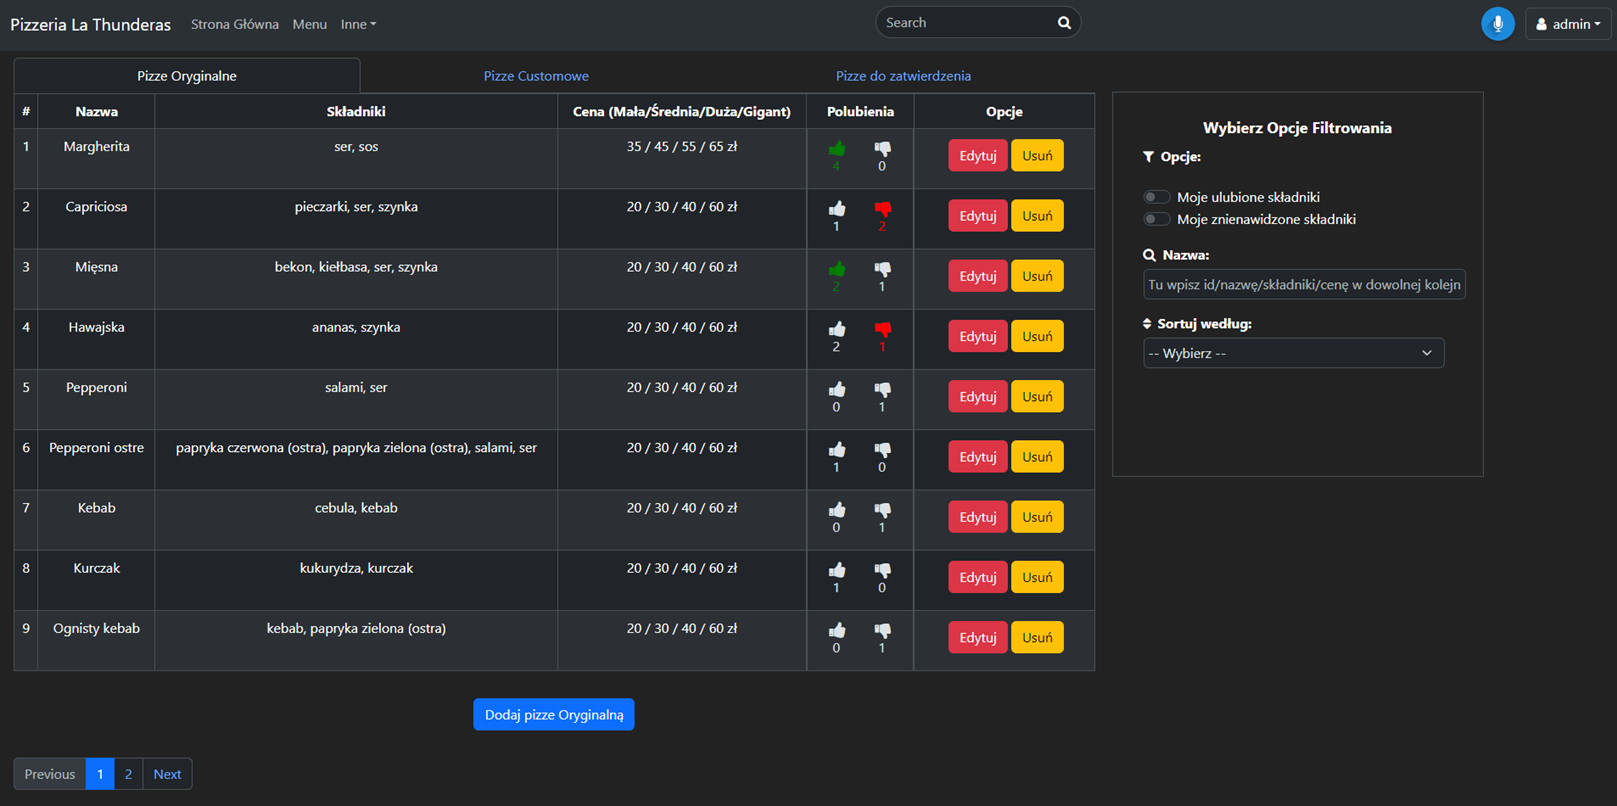 Pizzeria La Thunderas Strona Główna Menu Inne Search admin
Pizze Oryginalne Pizze Customowe Pizze do zatwierdzenia
# Nazwa Składniki Cena (Mała/Średnia/Duża/Gigant) Polubienia Opcje
1 Margherita ser, sos 35 / 45 / 55 / 65 zł 4 0 Edytuj Usuń
2 Capriciosa pieczarki, ser, szynka 20 / 30 / 40 / 60 zł 1 2 Edytuj Usuń
3 Mięsna bekon, kiełbasa, ser, szynka 20 / 30 / 40 / 60 zł 2 1 Edytuj Usuń
4 Hawajska ananas, szynka 20 / 30 / 40 / 60 zł 2 1 Edytuj Usuń
5 Pepperoni salami, ser 20 / 30 / 40 / 60 zł 0 1 Edytuj Usuń
6 Pepperoni ostre papryka czerwona (ostra), papryka zielona (ostra), salami, ser 20 / 30 / 40 / 60 zł 1 0 Edytuj Usuń
7 Kebab cebula, kebab 20 / 30 / 40 / 60 zł 0 1 Edytuj Usuń
8 Kurczak kukurydza, kurczak 20 / 30 / 40 / 60 zł 1 0 Edytuj Usuń
9 Ognisty kebab kebab, papryka zielona (ostra) 20 / 30 / 40 / 60 zł 0 1 Edytuj Usuń
Dodaj pizze Oryginalną
Previous 1 2 Next
Wybierz Opcje Filtrowania
Opcje:
Moje ulubione składniki
Moje znienawidzone składniki
Nazwa:
Tu wpisz id/nazwę/składniki/cenę w dowolnej kolejn
Sortuj według:
-- Wybierz --